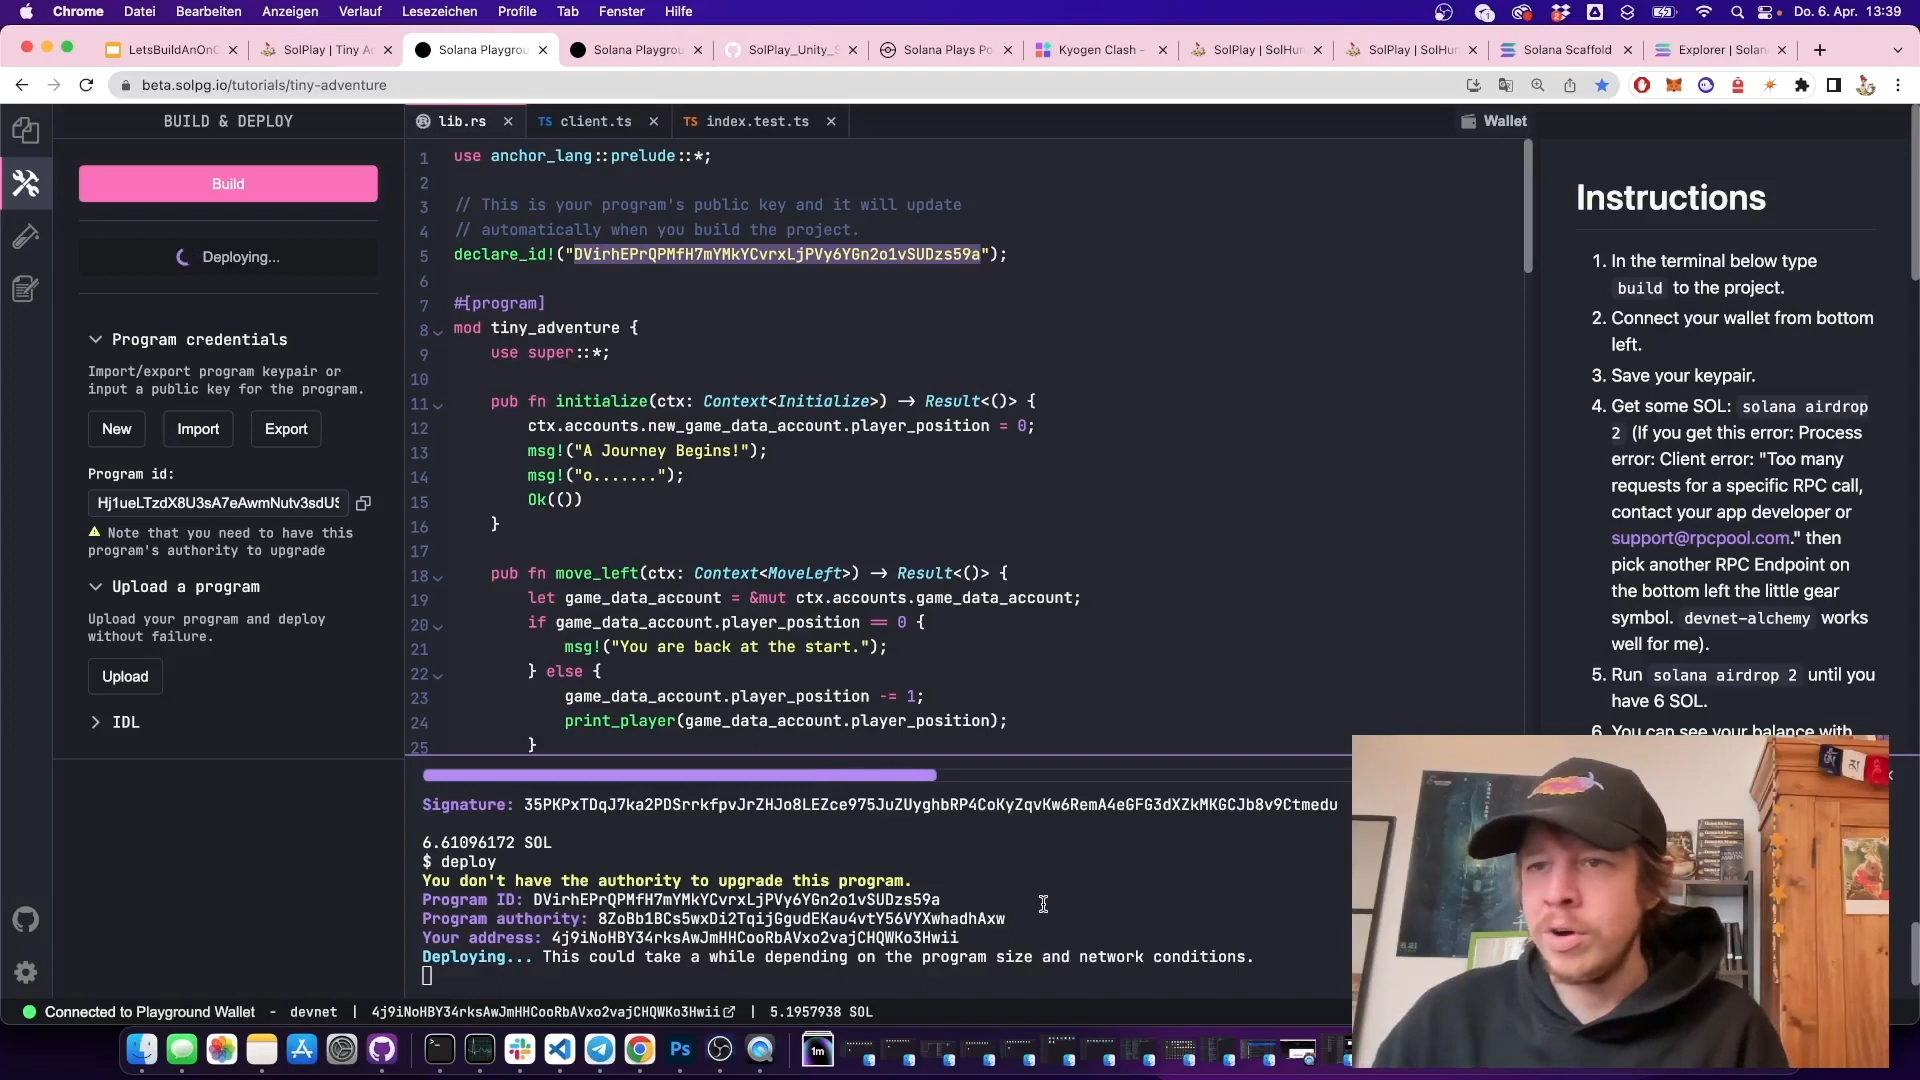 Chrome Datei Bearbeiten Anzeigen Verlauf Lesezeichen Profile Tab Fenster Hilfe Do. 6. Apr. 13:39
LetsBuildAnOnC SolPlay | Tiny Ad Solana Playgrou Solana Playgrou SolPlay_Unity_S Solana Plays Po Kyogen Clash - SolPlay | SolHun SolPlay | SolHun Solana Scaffold Explorer | Solan
beta.solpg.io/tutorials/tiny-adventure
BUILD & DEPLOY
Build
Deploying...
Program credentials
Import/export program keypair or
input a public key for the program.
New Import Export
Program id:
Hj1ueLTzdX8U3sA7eAwmNutv3sdUS
Note that you need to have this
program's authority to upgrade
Upload a program
Upload your program and deploy
without failure.
Upload
IDL
lib.rs TS client.ts TS index.test.ts Wallet
1 use anchor_lang::prelude::*;
2
3 // This is your program's public key and it will update
4 // automatically when you build the project.
5 declare_id!("DVirhEPrQPMfH7mYMkYCvrxLjPVy6YGn2o1vSUDzs59a");
6
7 #[program]
8 mod tiny_adventure {
9 use super::*;
10
11 pub fn initialize(ctx: Context<Initialize>) -> Result<()> {
12 ctx.accounts.new_game_data_account.player_position = 0;
13 msg!("A Journey Begins!");
14 msg!("o.......");
15 Ok(())
16 }
17
18 pub fn move_left(ctx: Context<MoveLeft>) -> Result<()> {
19 let game_data_account = &mut ctx.accounts.game_data_account;
20 if game_data_account.player_position == 0 {
21 msg!("You are back at the start.");
22 } else {
23 game_data_account.player_position -= 1;
24 print_player(game_data_account.player_position);
25 }
Signature: 35PKPxTDqJ7ka2PDSrrkfpvJrZHJo8LEZce975JuZUyghbRP4CoKyZqvKw6RemA4eGFG3dXZkMKGCJb8v9Ctmedu
6.61096172 SOL
$ deploy
You don't have the authority to upgrade this program.
Program ID: DVirhEPrQPMfH7mYMkYCvrxLjPVy6YGn2o1vSUDzs59a
Program authority: 8ZoBb1BCs5wxDi2TqijGgudEKau4vtY56VYXwhadhAxw
Your address: 4j9iNoHBY34rksAwJmHHCooRbAVxo2vajCHQWKo3Hwii
Deploying... This could take a while depending on the program size and network conditions.
Instructions
1. In the terminal below type
build to the project.
2. Connect your wallet from bottom
left.
3. Save your keypair.
4. Get some SOL: solana airdrop
2 (If you get this error: Process
error: Client error: "Too many
requests for a specific RPC call,
contact your app developer or
support@rpcpool.com." then
pick another RPC Endpoint on
the bottom left the little gear
symbol. devnet-alchemy works
well for me).
5. Run solana airdrop 2 until you
have 6 SOL.
6. You can see your balance with
Connected to Playground Wallet - devnet | 4j9iNoHBY34rksAwJmHHCooRbAVxo2vajCHQWKo3Hwii | 5.1957938 SOL
Ps
1m